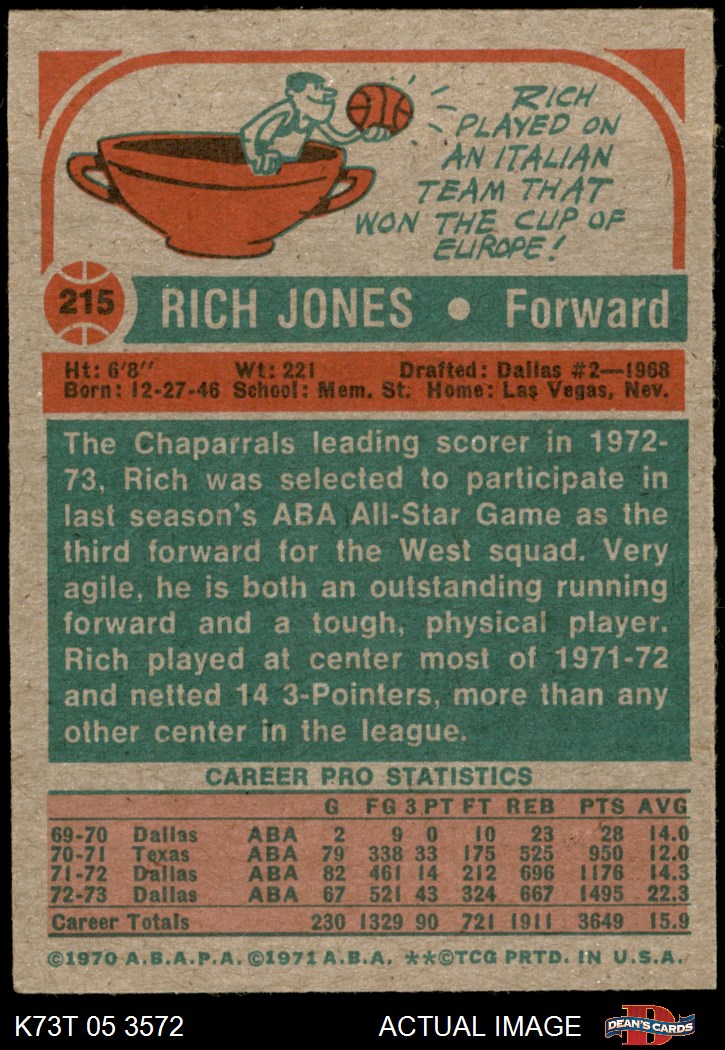 RICH
PLAYED ON
AN ITALIAN
TEAM THAT
WON THE CUP OF
EUROPE!
215
RICH JONES • Forward
Ht: 6'8" Wt: 221 Drafted: Dallas #2—1968
Born: 12-27-46 School: Mem. St. Home: Las Vegas, Nev.
The Chaparrals leading scorer in 1972-
73, Rich was selected to participate in
last season's ABA All-Star Game as the
third forward for the West squad. Very
agile, he is both an outstanding running
forward and a tough, physical player.
Rich played at center most of 1971-72
and netted 14 3-Pointers, more than any
other center in the league.
CAREER PRO STATISTICS
G FG 3 PT FT REB PTS AVG
69-70 Dallas ABA 2 9 0 10 23 28 14.0
70-71 Texas ABA 79 338 33 175 525 950 12.0
71-72 Dallas ABA 82 461 14 212 696 1176 14.3
72-73 Dallas ABA 67 521 43 324 667 1495 22.3
Career Totals 230 1329 90 721 1911 3649 15.9
©1970 A.B.A.P.A. ©1971 A.B.A. **©TCG PRTD. IN U.S.A.
K73T 05 3572 ACTUAL IMAGE
D
DEAN'S CARDS